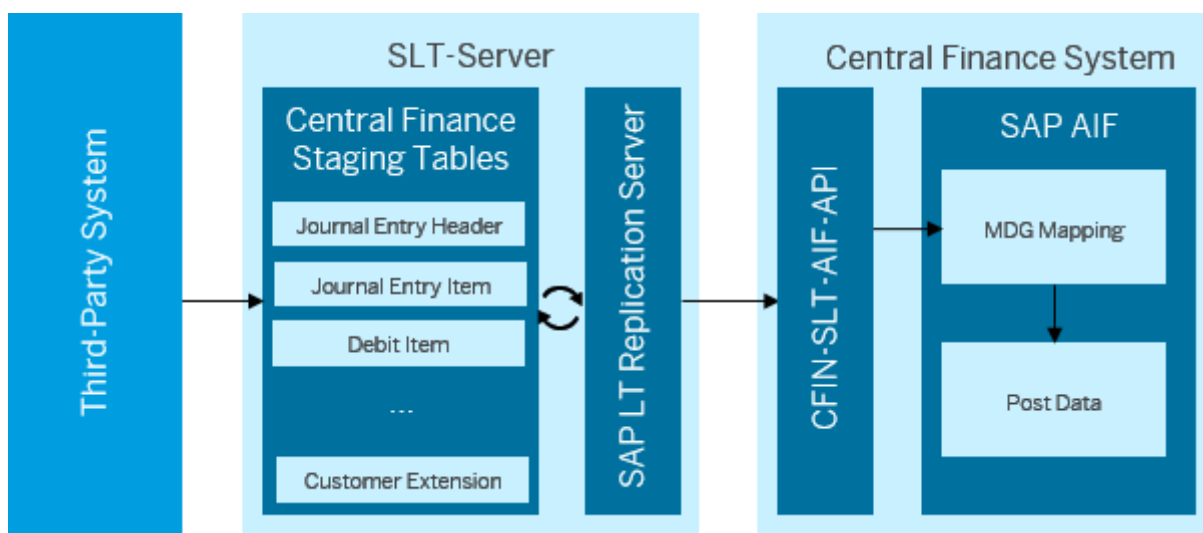 Third-Party System
SLT-Server
Central Finance
Staging Tables
Journal Entry Header
Journal Entry Item
Debit Item
...
Customer Extension
SAP LT Replication Server
Central Finance System
CFIN-SLT-AIF-API
SAP AIF
MDG Mapping
Post Data